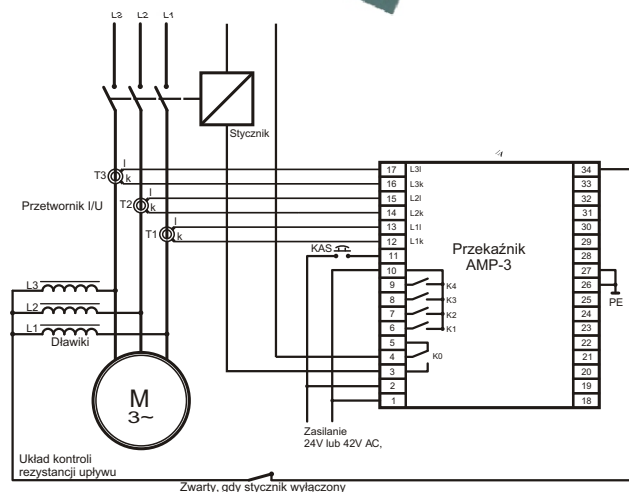 L3 L2 L1
Stycznik
T3
l
k
T2
l
k
T1
l
k
Przetwornik I/U
L3
L2
L1
Dławiki
M
3~
Układ kontroli
rezystancji upływu
Zwarty, gdy stycznik wyłączony
KAS
Zasilanie
24V lub 42V AC,
Przekaźnik
AMP-3
17 L3l
16 L3k
15 L2l
14 L2k
13 L1l
12 L1k
11
10
9 K4
8 K3
7 K2
6 K1
5
4 K0
3
2
1
34
33
32
31
30
29
28
27
26
25
24
23
22
21
20
19
18
PE